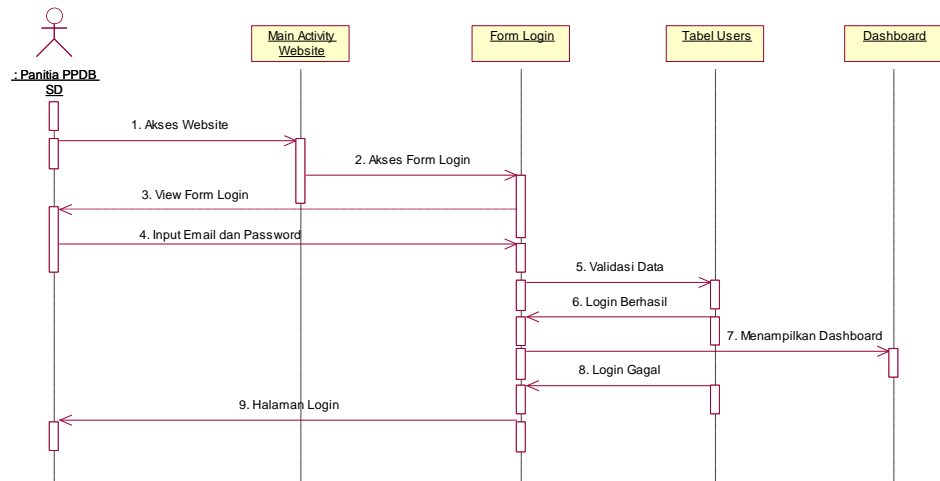 : Panitia PPDB
SD
Main Activity
Website
Form Login
Tabel Users
Dashboard
1. Akses Website
2. Akses Form Login
3. View Form Login
4. Input Email dan Password
5. Validasi Data
6. Login Berhasil
7. Menampilkan Dashboard
8. Login Gagal
9. Halaman Login